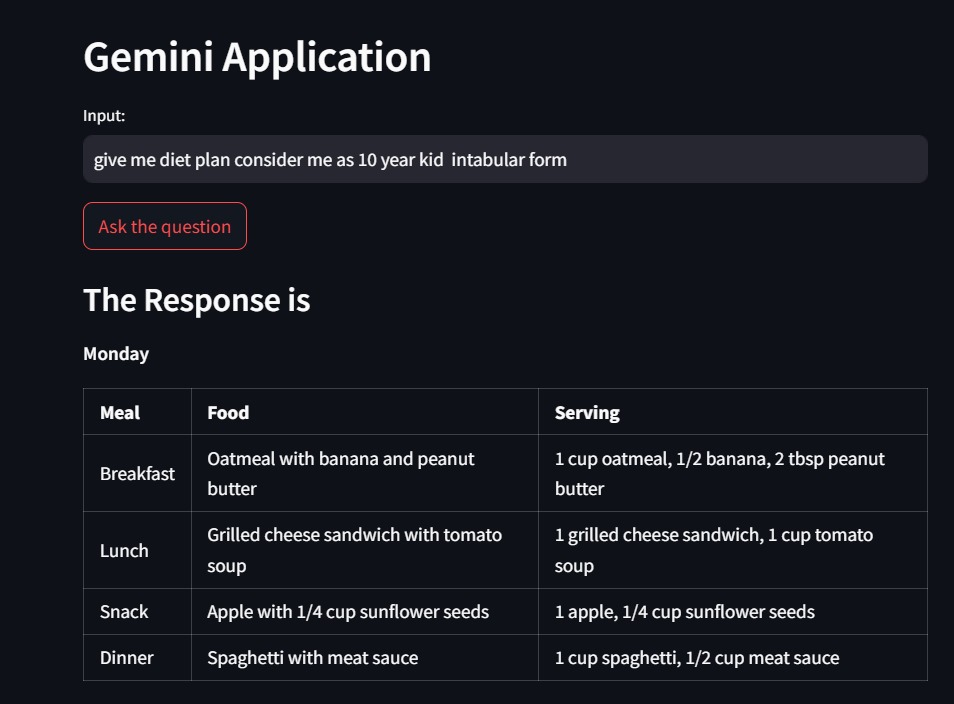 Gemini Application
Input:
give me diet plan consider me as 10 year kid  intabular form
Ask the question
The Response is
Monday
Meal Food Serving
Breakfast Oatmeal with banana and peanut butter 1 cup oatmeal, 1/2 banana, 2 tbsp peanut butter
Lunch Grilled cheese sandwich with tomato soup 1 grilled cheese sandwich, 1 cup tomato soup
Snack Apple with 1/4 cup sunflower seeds 1 apple, 1/4 cup sunflower seeds
Dinner Spaghetti with meat sauce 1 cup spaghetti, 1/2 cup meat sauce